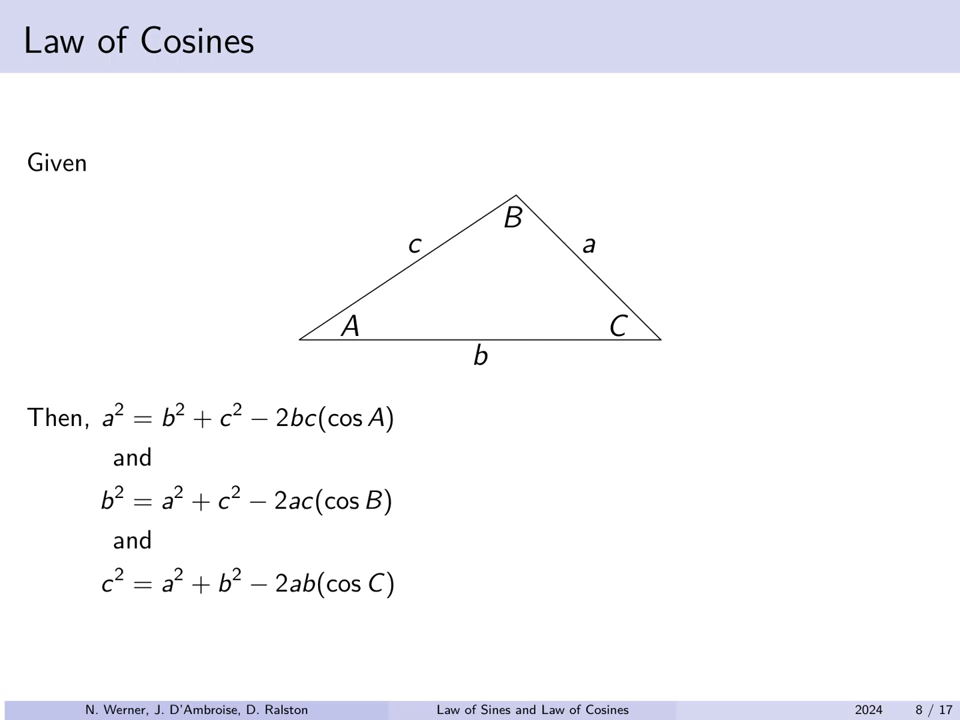 Law of Cosines
Given
B
c
a
A
C
b
Then, a² = b² + c² − 2bc(cos A)
and
b² = a² + c² − 2ac(cos B)
and
c² = a² + b² − 2ab(cos C)
N. Werner, J. D'Ambroise, D. Ralston Law of Sines and Law of Cosines 2024 8 / 17